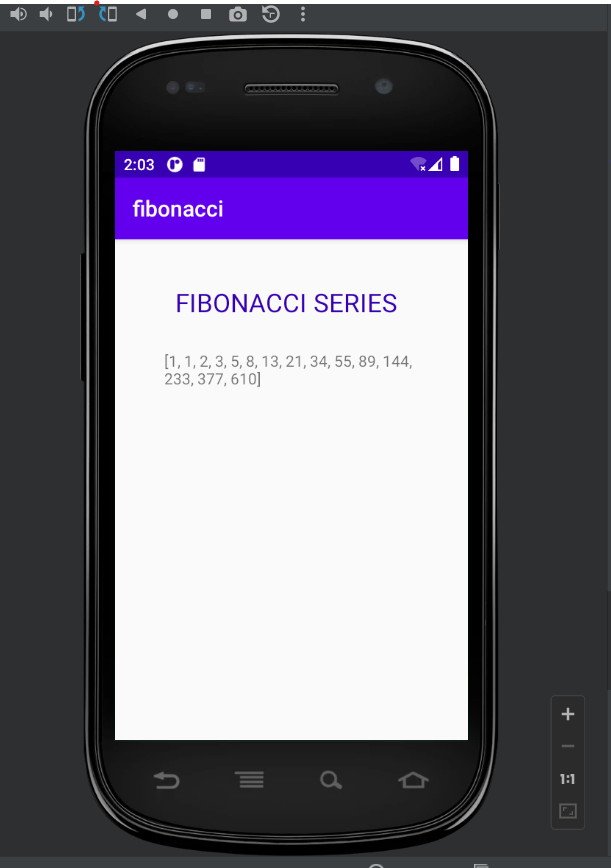 2:03
fibonacci
FIBONACCI SERIES
[1, 1, 2, 3, 5, 8, 13, 21, 34, 55, 89, 144,
233, 377, 610]
1:1